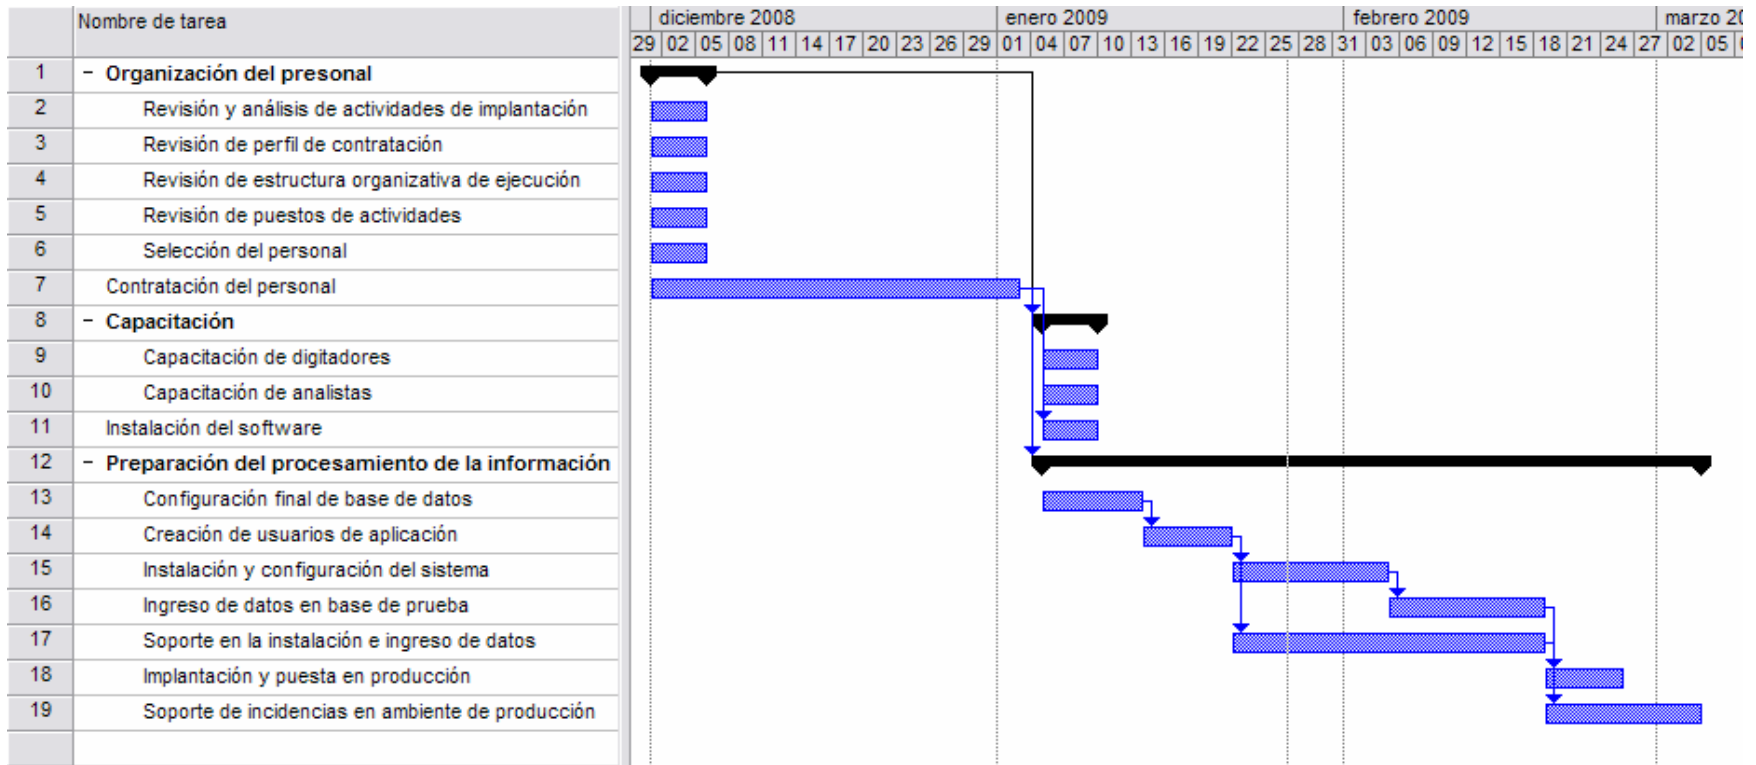 Nombre de tarea
diciembre 2008 enero 2009 febrero 2009 marzo 20
29 02 05 08 11 14 17 20 23 26 29 01 04 07 10 13 16 19 22 25 28 31 03 06 09 12 15 18 21 24 27 02 05 0
1 - Organización del presonal
2 Revisión y análisis de actividades de implantación
3 Revisión de perfil de contratación
4 Revisión de estructura organizativa de ejecución
5 Revisión de puestos de actividades
6 Selección del personal
7 Contratación del personal
8 - Capacitación
9 Capacitación de digitadores
10 Capacitación de analistas
11 Instalación del software
12 - Preparación del procesamiento de la información
13 Configuración final de base de datos
14 Creación de usuarios de aplicación
15 Instalación y configuración del sistema
16 Ingreso de datos en base de prueba
17 Soporte en la instalación e ingreso de datos
18 Implantación y puesta en producción
19 Soporte de incidencias en ambiente de producción